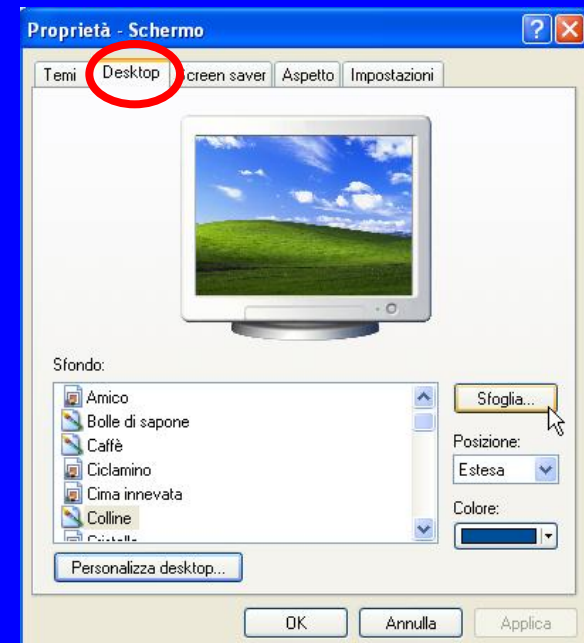 Proprietà - Schermo
Temi Desktop Screen saver Aspetto Impostazioni
Sfondo:
Amico
Bolle di sapone
Caffè
Ciclamino
Cima innevata
Colline
Sfoglia...
Posizione:
Estesa
Colore:
Personalizza desktop...
OK Annulla Applica